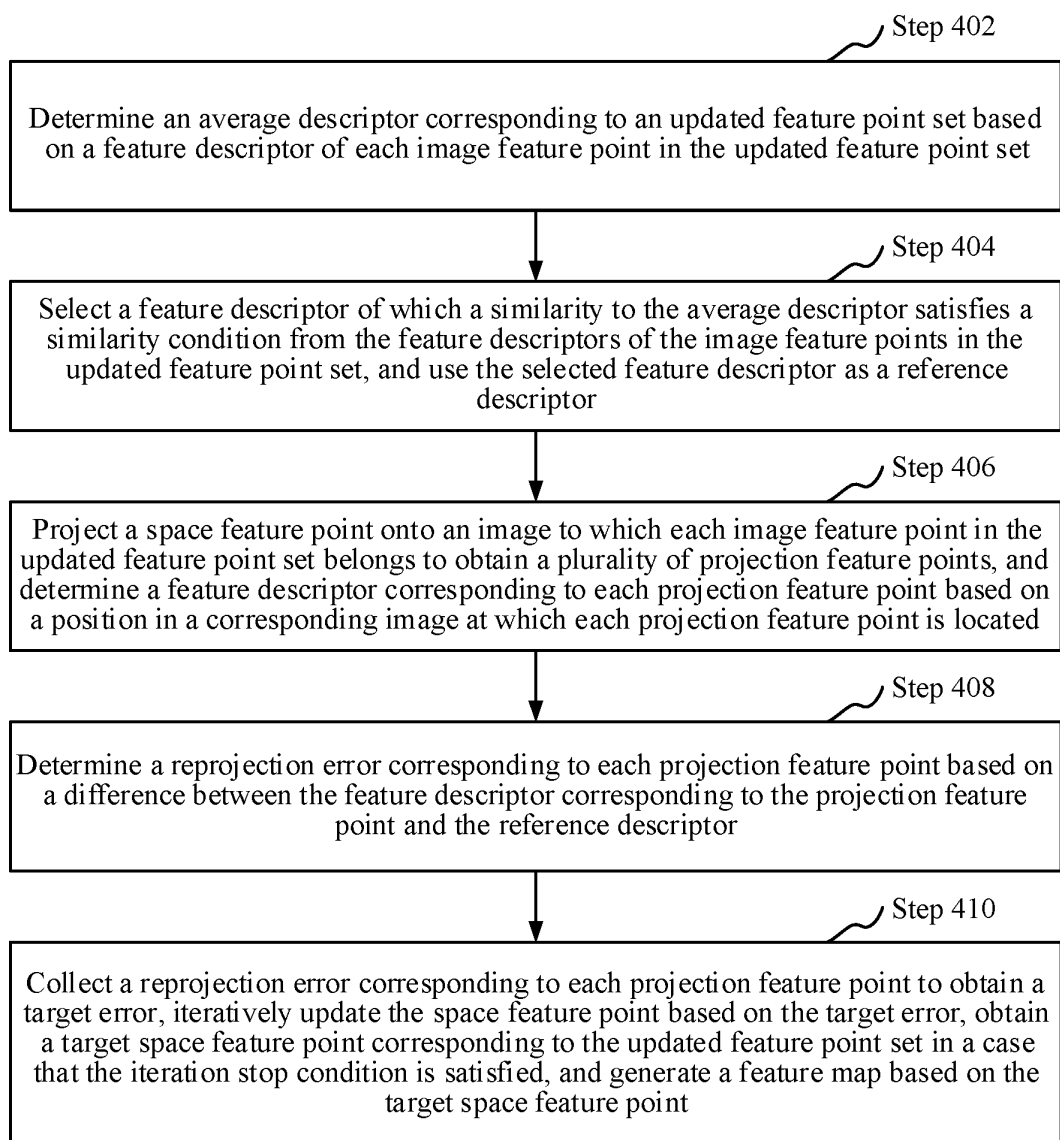 Step 402
Determine an average descriptor corresponding to an updated feature point set based
on a feature descriptor of each image feature point in the updated feature point set
Step 404
Select a feature descriptor of which a similarity to the average descriptor satisfies a
similarity condition from the feature descriptors of the image feature points in the
updated feature point set, and use the selected feature descriptor as a reference
descriptor
Step 406
Project a space feature point onto an image to which each image feature point in the
updated feature point set belongs to obtain a plurality of projection feature points, and
determine a feature descriptor corresponding to each projection feature point based on
a position in a corresponding image at which each projection feature point is located
Step 408
Determine a reprojection error corresponding to each projection feature point based on
a difference between the feature descriptor corresponding to the projection feature
point and the reference descriptor
Step 410
Collect a reprojection error corresponding to each projection feature point to obtain a
target error, iteratively update the space feature point based on the target error, obtain
a target space feature point corresponding to the updated feature point set in a case
that the iteration stop condition is satisfied, and generate a feature map based on the
target space feature point